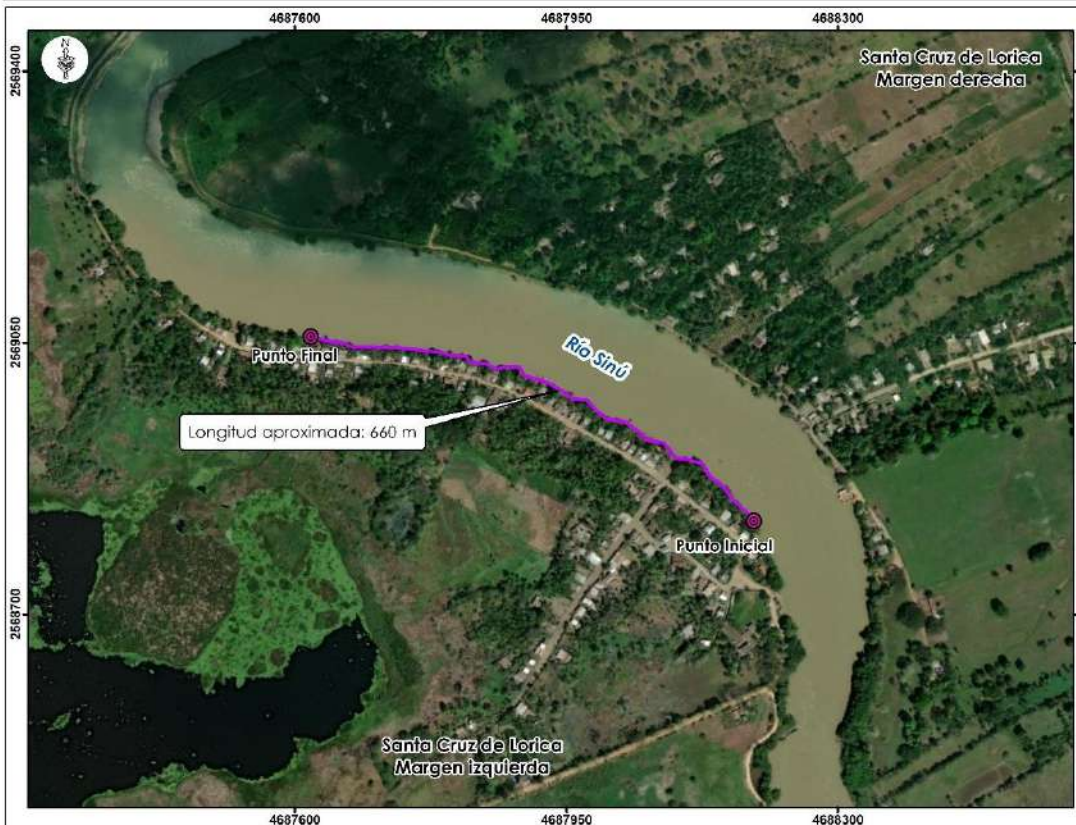 4687600
4687950
4688300
2569400
N
Santa Cruz de Lorica
Margen derecha
2569050
Punto Final
Río Sinú
Longitud aproximada: 660 m
Punto Inicial
2568700
Santa Cruz de Lorica
Margen izquierda
4687600
4687950
4688300